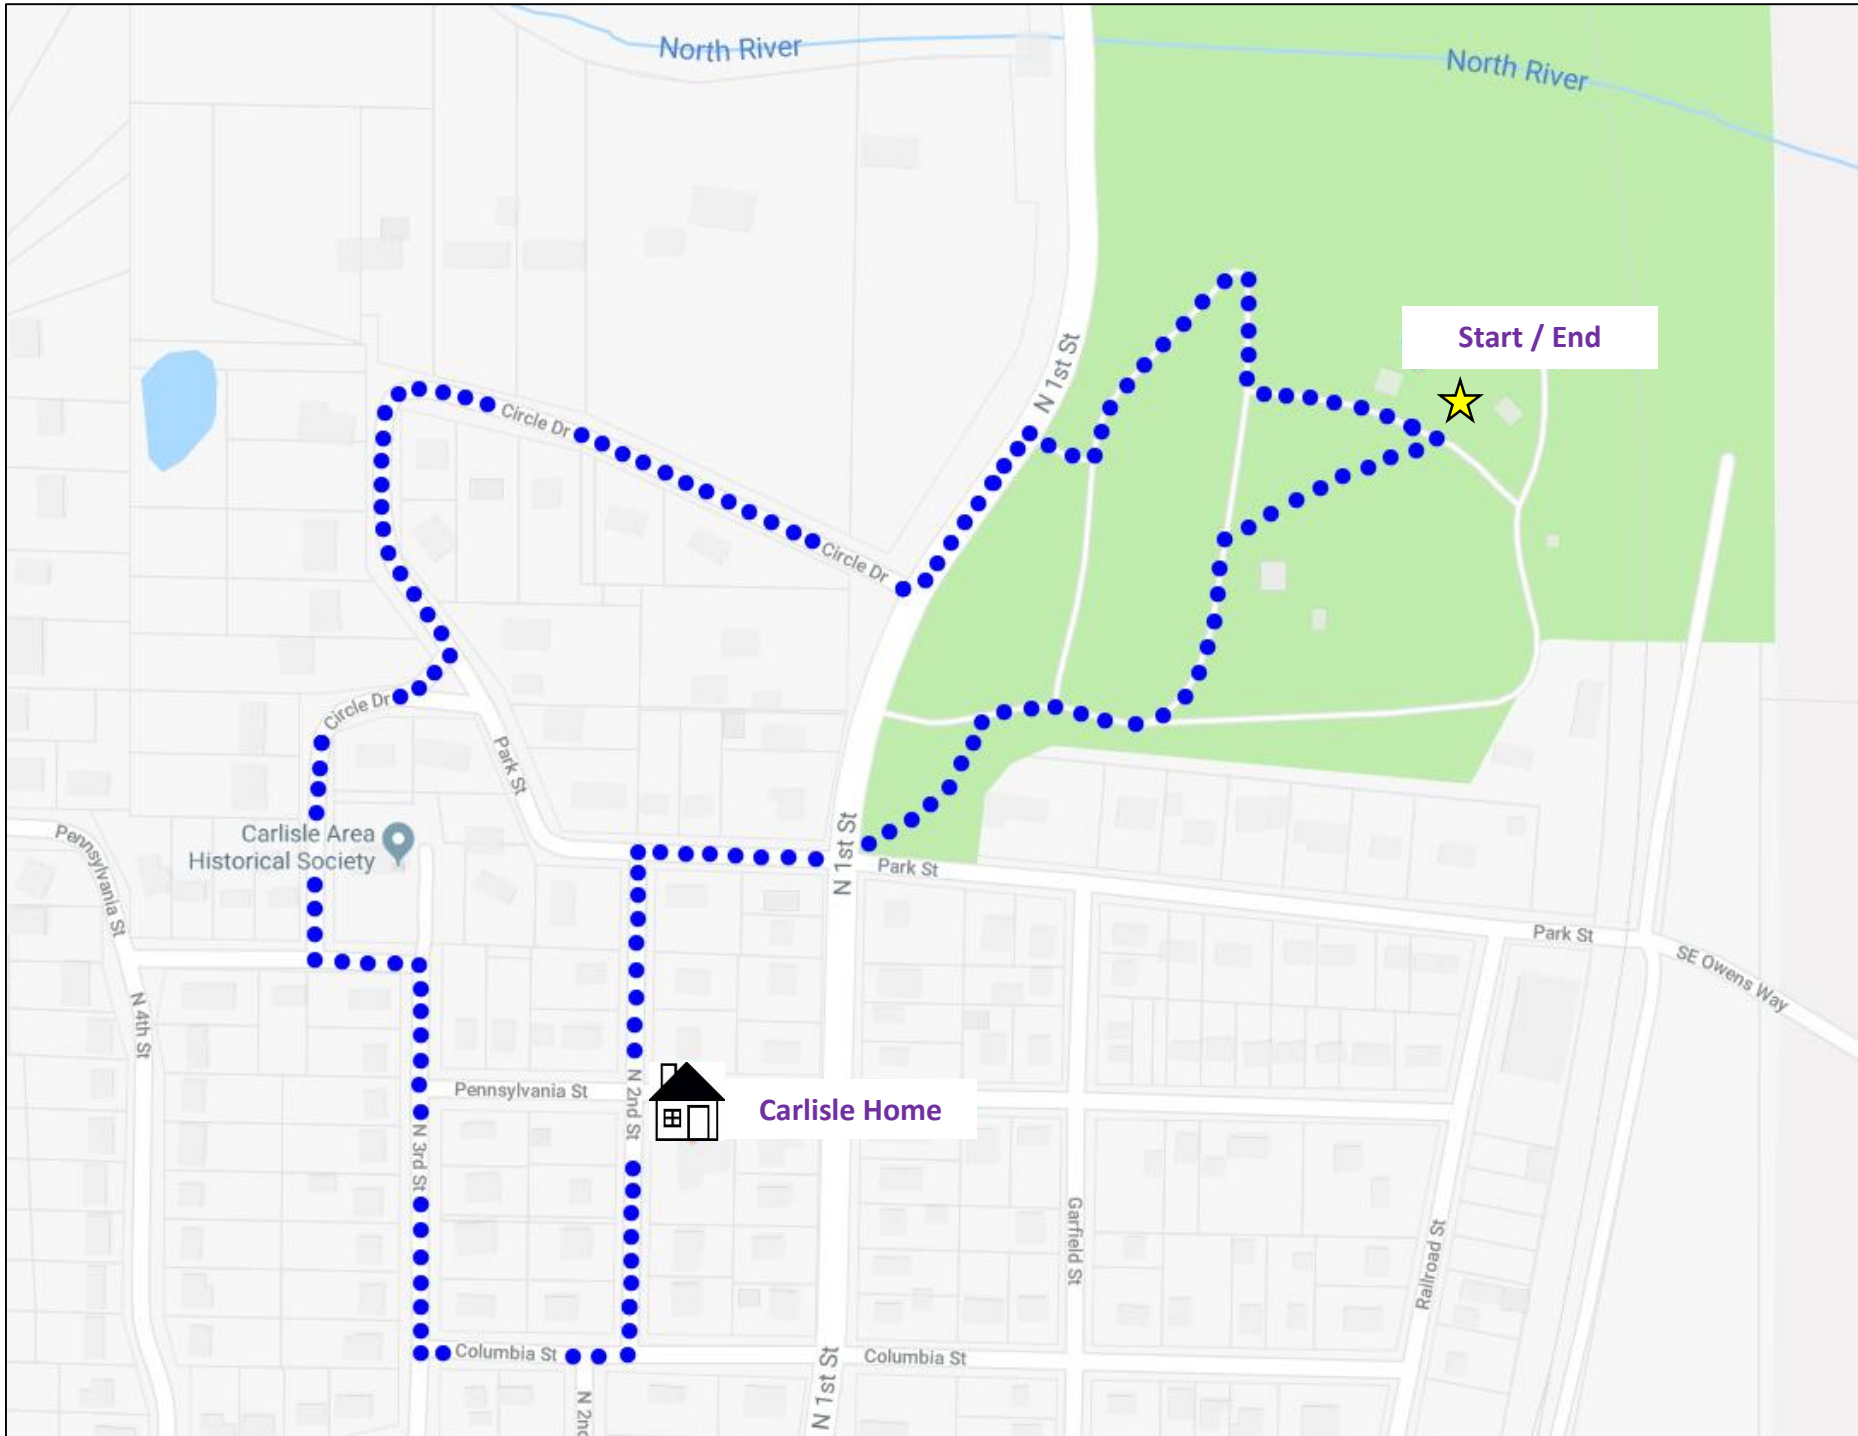 North River
North River
Start / End
N 1st St
Circle Dr
Circle Dr
Circle Dr
Park St
Carlisle Area
Historical Society
Pennsylvania St
N 1st St
Park St
Park St
SE Owens Way
N 4th St
Pennsylvania St
N 2nd St
Carlisle Home
N 3rd St
Garfield St
Railroad St
Columbia St
Columbia St
N 1st St
N 2nd